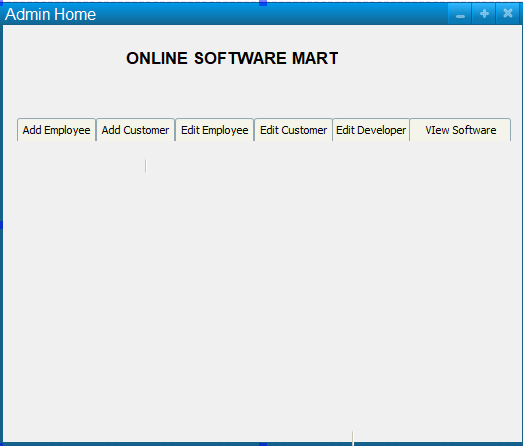 Admin Home
ONLINE SOFTWARE MART
Add Employee Add Customer Edit Employee Edit Customer Edit Developer VIew Software